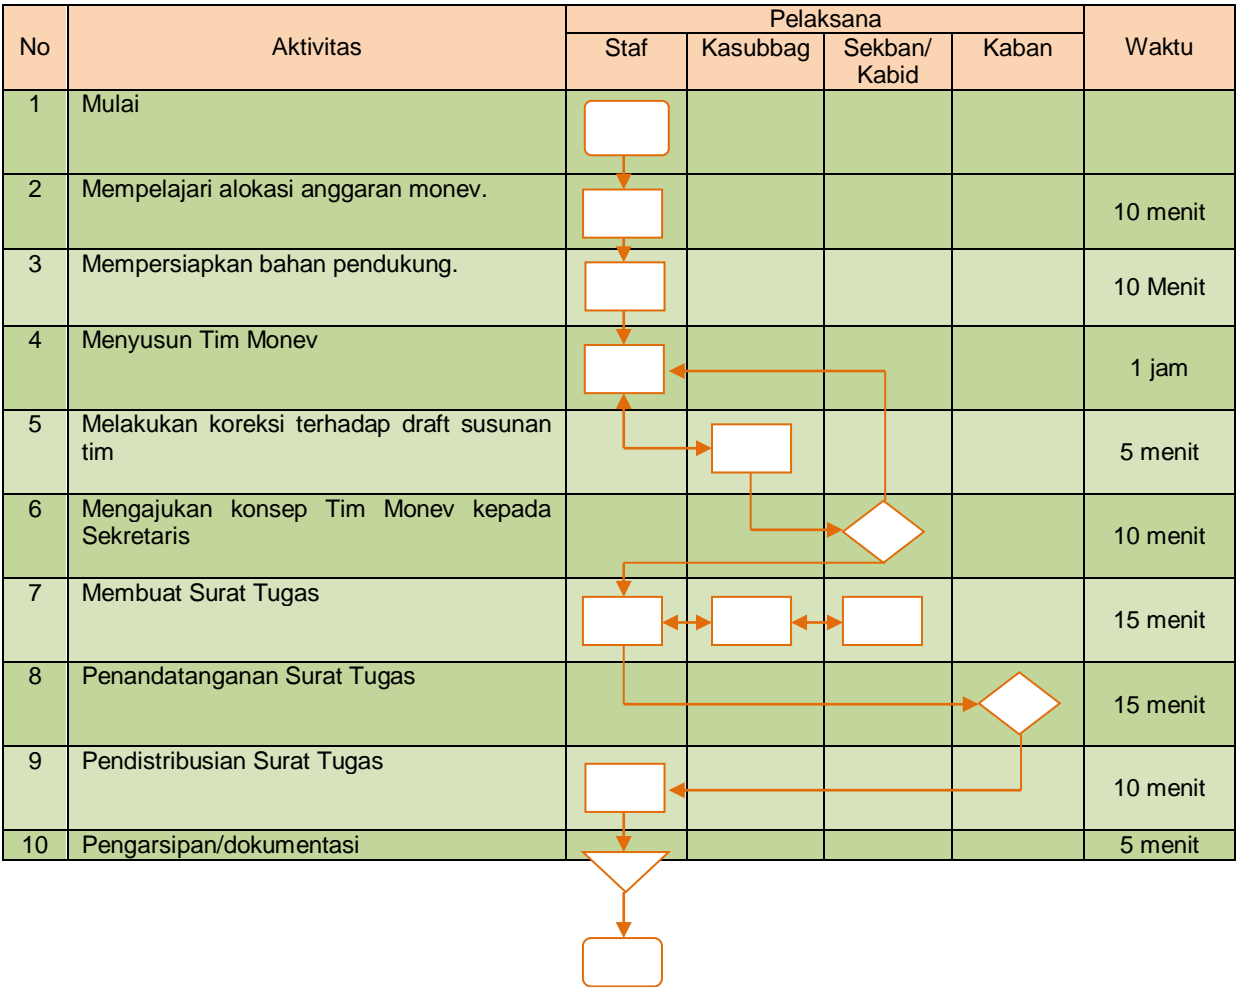 No
Aktivitas
Pelaksana
Waktu
Staf
Kasubbag
Sekban/
Kabid
Kaban
1
Mulai
2
Mempelajari alokasi anggaran monev.
10 menit
3
Mempersiapkan bahan pendukung.
10 Menit
4
Menyusun Tim Monev
1 jam
5
Melakukan koreksi terhadap draft susunan
tim
5 menit
6
Mengajukan konsep Tim Monev kepada
Sekretaris
10 menit
7
Membuat Surat Tugas
15 menit
8
Penandatanganan Surat Tugas
15 menit
9
Pendistribusian Surat Tugas
10 menit
10
Pengarsipan/dokumentasi
5 menit